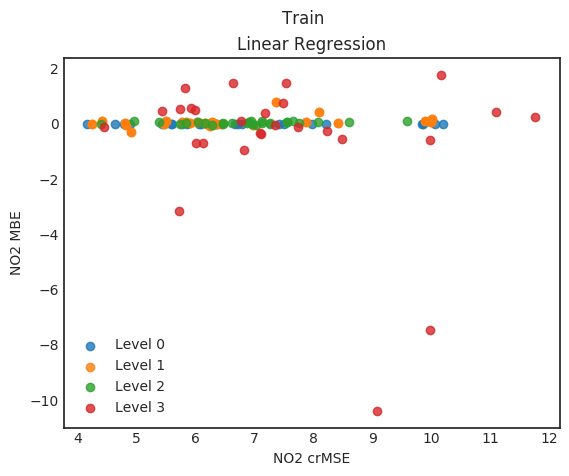 Train
Linear Regression
2
0
−2
−4
−6
−8
−10
NO2 MBE
Level 0
Level 1
Level 2
Level 3
4 5 6 7 8 9 10 11 12
NO2 crMSE